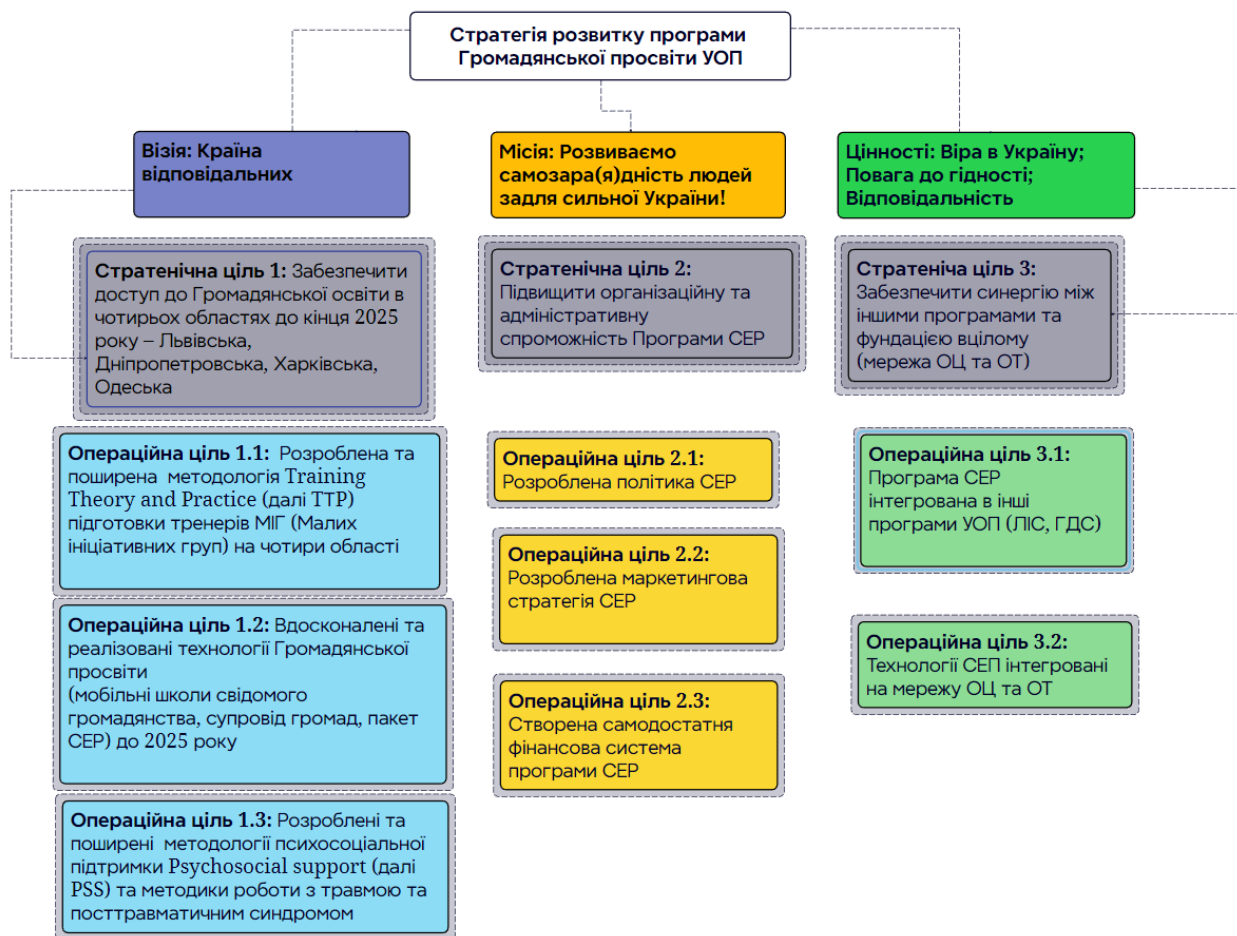 Стратегія розвитку програми
Громадянської просвіти УОП
Візія: Країна
відповідальних
Місія: Розвиваємо
самозара(я)дність людей
задля сильної України!
Цінності: Віра в Україну;
Повага до гідності;
Відповідальність
Стратенічна ціль 1: Забезпечити
доступ до Громадянської освіти в
чотирьох областях до кінця 2025
року – Львівська,
Дніпропетровська, Харківська,
Одеська
Стратенічна ціль 2:
Підвищити організаційну та
адміністративну
спроможність Програми СЕР
Стратеніча ціль 3:
Забезпечити синергію між
іншими програмами та
фундацією вцілому
(мережа ОЦ та ОТ)
Операційна ціль 1.1: Розроблена та
поширена методологія Training
Theory and Practice (далі ТТР)
підготовки тренерів МІГ (Малих
ініціативних груп) на чотири області
Операційна ціль 1.2: Вдосконалені та
реалізовані технології Громадянської
просвіти
(мобільні школи свідомого
громадянства, супровід громад, пакет
СЕР) до 2025 року
Операційна ціль 1.3: Розроблені та
поширені методології психосоціальної
підтримки Psychosocial support (далі
PSS) та методики роботи з травмою та
посттравматичним синдромом
Операційна ціль 2.1:
Розроблена політика СЕР
Операційна ціль 2.2:
Розроблена маркетингова
стратегія СЕР
Операційна ціль 2.3:
Створена самодостатня
фінансова система
програми СЕР
Операційна ціль 3.1:
Програма СЕР
інтегрована в інші
програми УОП (ЛІС, ГДС)
Операційна ціль 3.2:
Технології СЕП інтегровані
на мережу ОЦ та ОТ